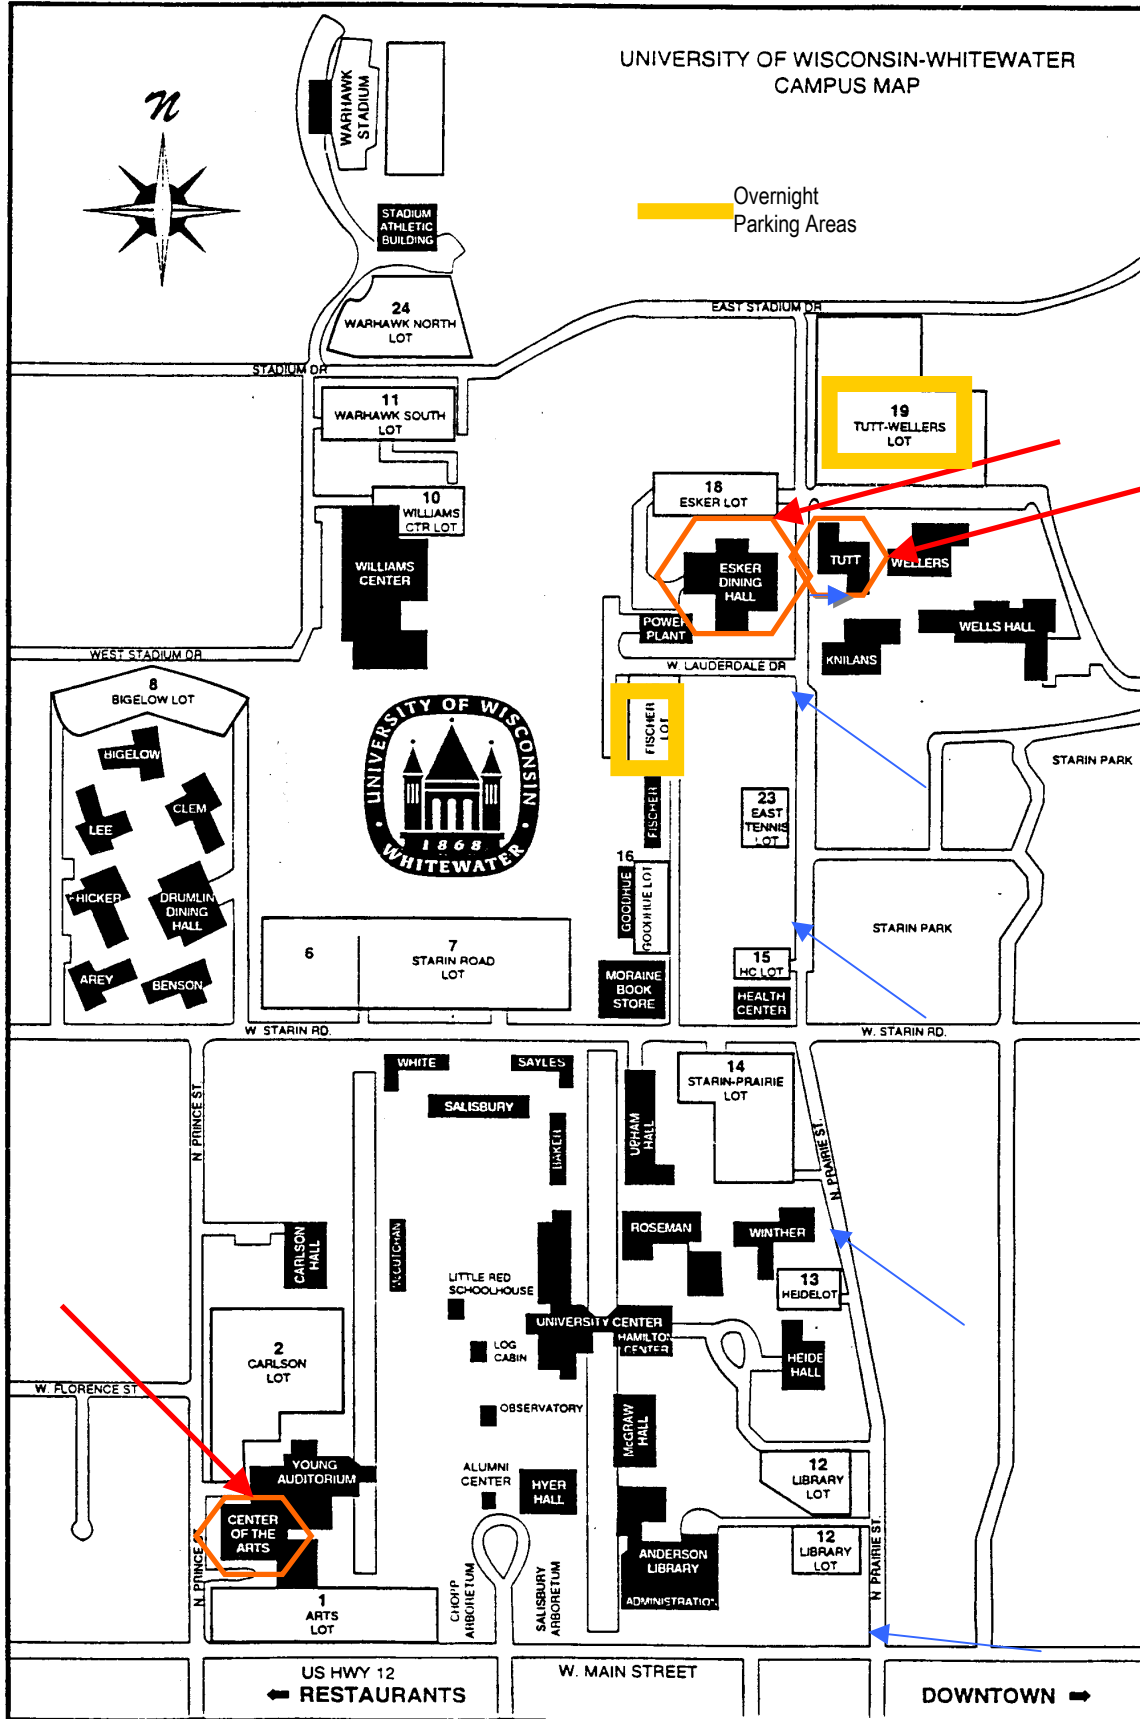 UNIVERSITY OF WISCONSIN-WHITEWATER
CAMPUS MAP
N
WARHAWK
STADIUM
Overnight
Parking Areas
STADIUM
ATHLETIC
BUILDING
24
WARHAWK NORTH
LOT
EAST STADIUM DR
STADIUM DR
11
WARHAWK SOUTH
LOT
19
TUTT-WELLERS
LOT
10
WILLIAMS
CTR LOT
18
ESKER LOT
WILLIAMS
CENTER
ESKER
DINING
HALL
TUTT
WELLERS
POWER
PLANT
WELLS HALL
KNILANS
WEST STADIUM DR
W. LAUDERDALE DR
8
BIGELOW LOT
FISCHER
LOT
UNIVERSITY OF WISCONSIN
1868
WHITEWATER
BIGELOW
STARIN PARK
LEE
CLEM
FISCHER
23
EAST
TENNIS
LOT
16
GOODHUE
GOODHUE LOT
DRUMLIN
DINING
HALL
STARIN PARK
AREY
BENSON
6
7
STARIN ROAD
LOT
MORAINE
BOOK
STORE
15
HC LOT
HEALTH
CENTER
W. STARIN RD.
W. STARIN RD.
N. PRINCE ST.
WHITE
SAYLES
SALISBURY
BAKER
UPHAM
HALL
14
STARIN-PRAIRIE
LOT
N. PRAIRIE ST.
CARLSON
HALL
McCUTCHAN
ROSEMAN
WINTHER
LITTLE RED
SCHOOLHOUSE
13
HEIDELOT
UNIVERSITY CENTER
HAMILTON
CENTER
2
CARLSON
LOT
LOG
CABIN
HEIDE
HALL
W. FLORENCE ST
OBSERVATORY
McGRAW
HALL
YOUNG
AUDITORIUM
ALUMNI
CENTER
HYER
HALL
12
LIBRARY
LOT
CENTER
OF THE
ARTS
N. PRINCE
ANDERSON
LIBRARY
12
LIBRARY
LOT
N PRAIRIE ST.
1
ARTS
LOT
CHOPP
ARBORETUM
SALISBURY
ARBORETUM
US HWY 12
RESTAURANTS
W. MAIN STREET
DOWNTOWN